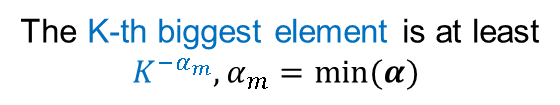 The K-th biggest element is at least
K^{-α_m}, α_m = min(α)